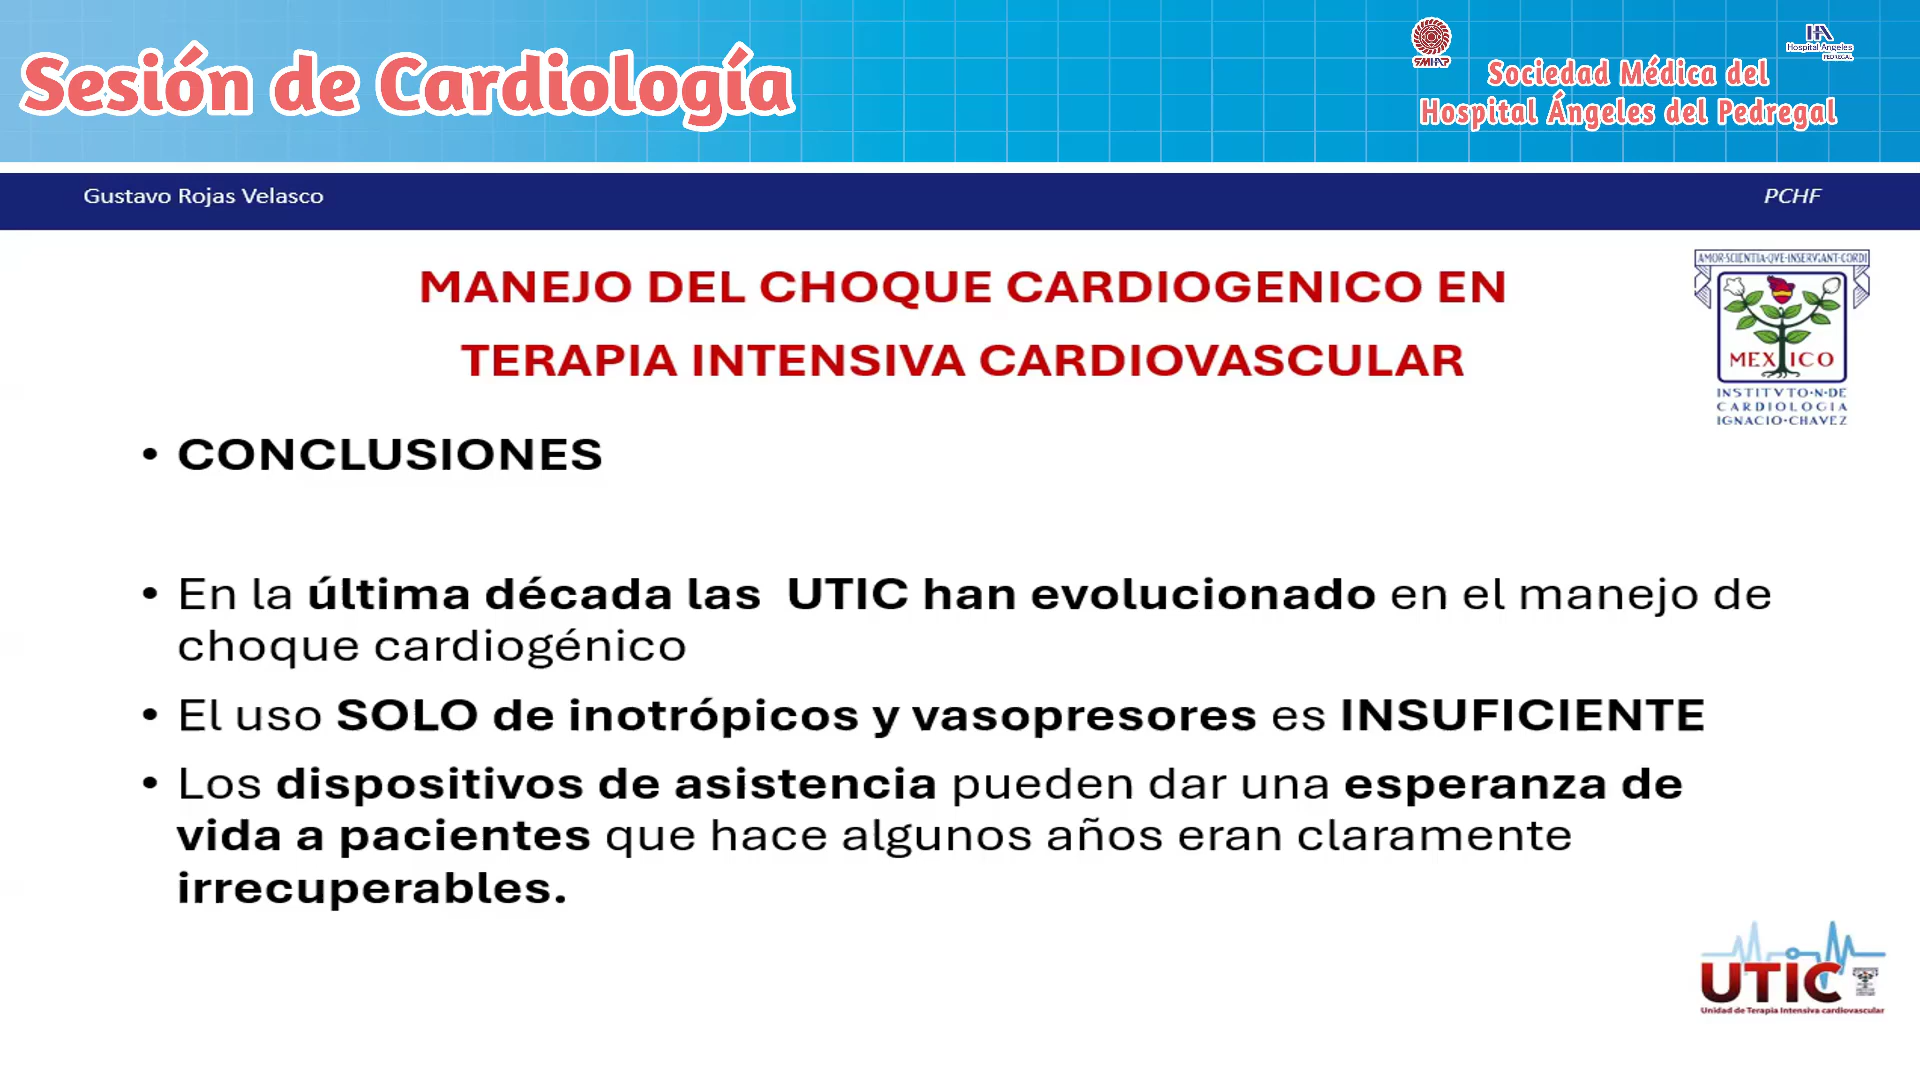 Sesión de Cardiología
SMHAP
Hospital Angeles
PEDREGAL
Sociedad Médica del
Hospital Ángeles del Pedregal
Gustavo Rojas Velasco
PCHF
MANEJO DEL CHOQUE CARDIOGENICO EN
TERAPIA INTENSIVA CARDIOVASCULAR
AMOR·SCIENTIA·QVE·INSERVIANT·CORDI
MEXICO
INSTITVTO·N·DE
CARDIOLOGIA
IGNACIO·CHAVEZ
• CONCLUSIONES
• En la última década las  UTIC han evolucionado en el manejo de
choque cardiogénico
• El uso SOLO de inotrópicos y vasopresores es INSUFICIENTE
• Los dispositivos de asistencia pueden dar una esperanza de
vida a pacientes que hace algunos años eran claramente
irrecuperables.
UTIC
Unidad de Terapia Intensiva cardiovascular